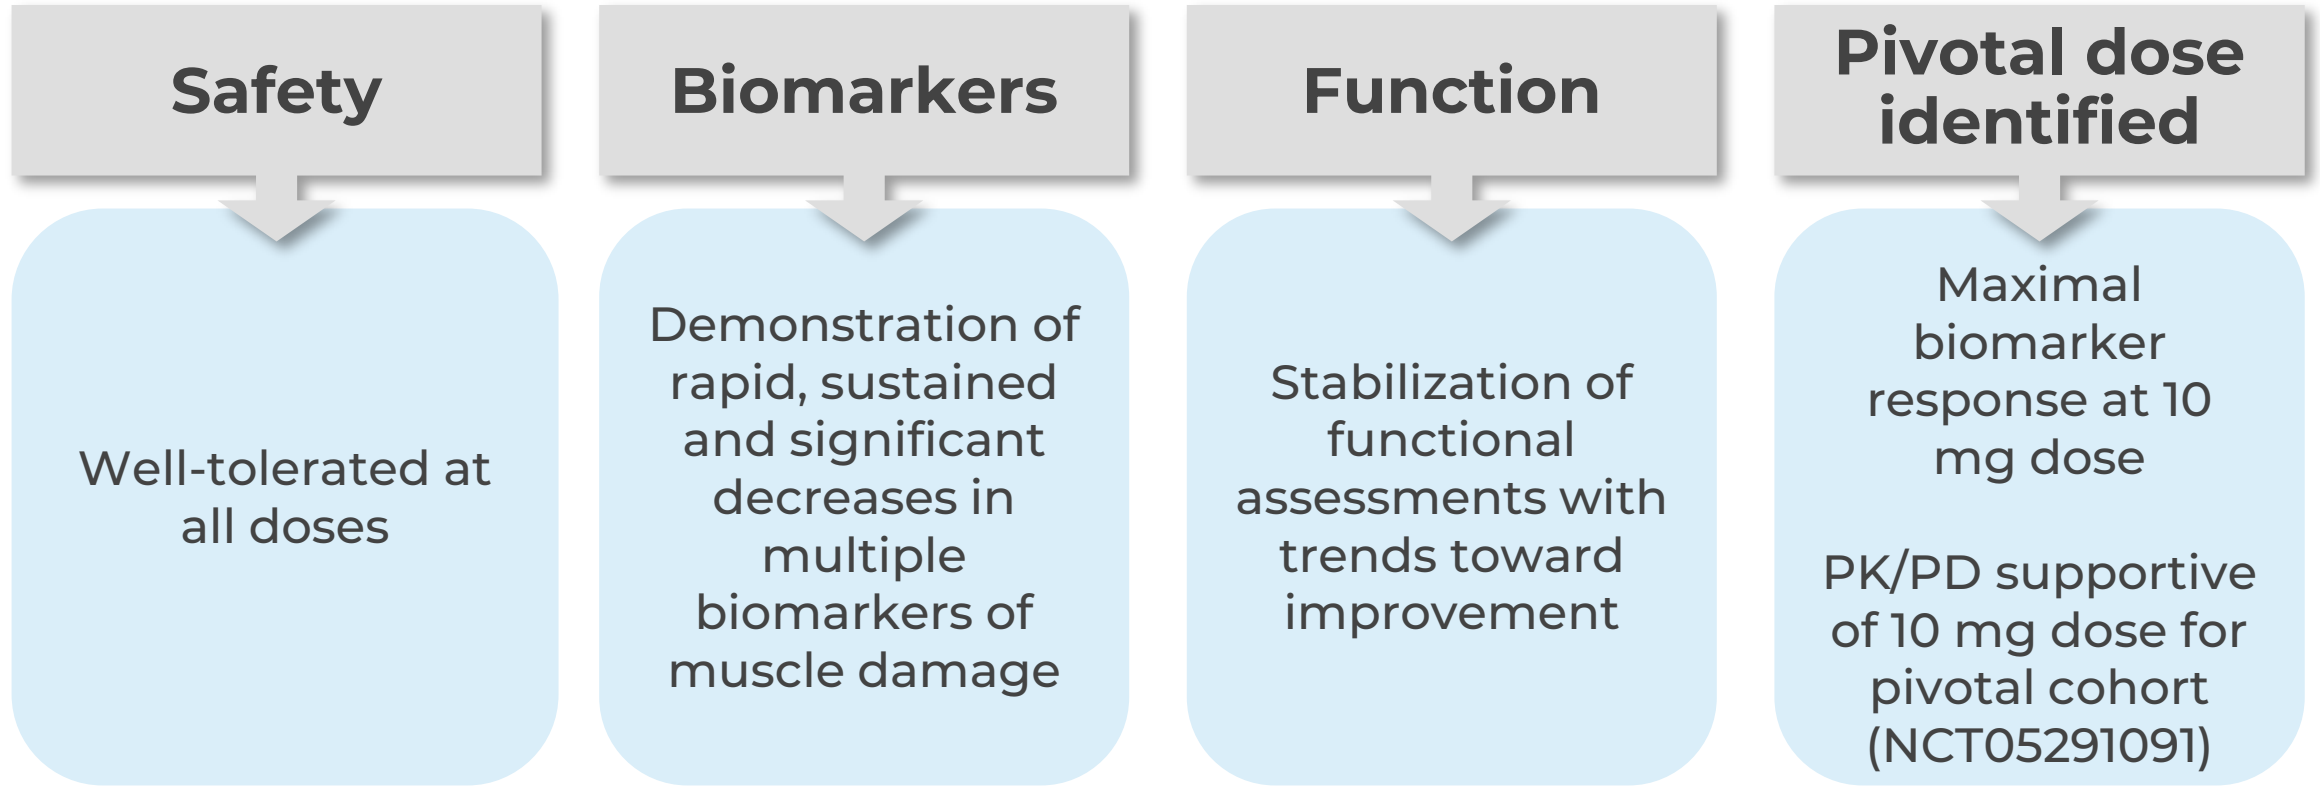 Safety
Well-tolerated at
all doses
Biomarkers
Demonstration of
rapid, sustained
and significant
decreases in
multiple
biomarkers of
muscle damage
Function
Stabilization of
functional
assessments with
trends toward
improvement
Pivotal dose
identified
Maximal
biomarker
response at 10
mg dose
PK/PD supportive
of 10 mg dose for
pivotal cohort
(NCT05291091)